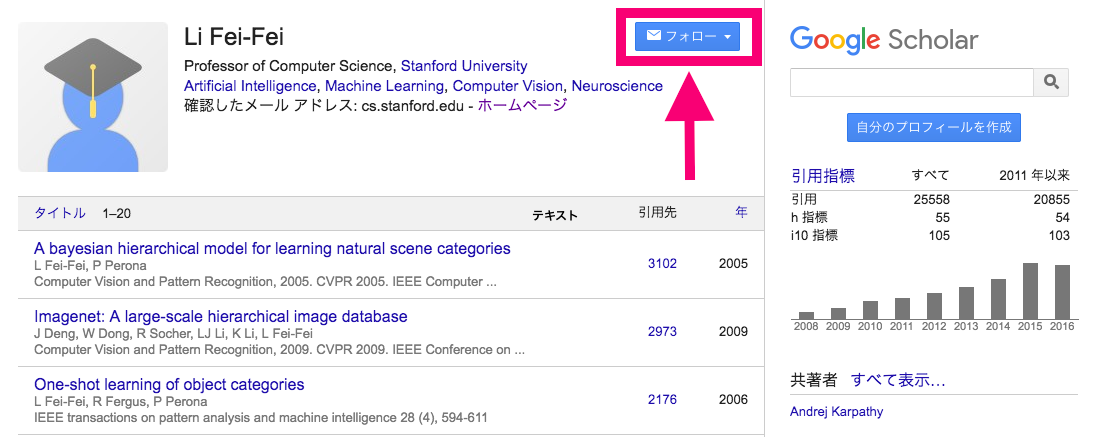 Li Fei-Fei
フォロー
Professor of Computer Science, Stanford University
Artificial Intelligence, Machine Learning, Computer Vision, Neuroscience
確認したメール アドレス: cs.stanford.edu - ホームページ
タイトル 1–20 テキスト 引用先 年
A bayesian hierarchical model for learning natural scene categories 3102 2005
L Fei-Fei, P Perona
Computer Vision and Pattern Recognition, 2005. CVPR 2005. IEEE Computer ...
Imagenet: A large-scale hierarchical image database 2973 2009
J Deng, W Dong, R Socher, LJ Li, K Li, L Fei-Fei
Computer Vision and Pattern Recognition, 2009. CVPR 2009. IEEE Conference on ...
One-shot learning of object categories 2176 2006
L Fei-Fei, R Fergus, P Perona
IEEE transactions on pattern analysis and machine intelligence 28 (4), 594-611
Google Scholar
自分のプロフィールを作成
引用指標 すべて 2011 年以来
引用 25558 20855
h 指標 55 54
i10 指標 105 103
2008 2009 2010 2011 2012 2013 2014 2015 2016
共著者 すべて表示...
Andrej Karpathy